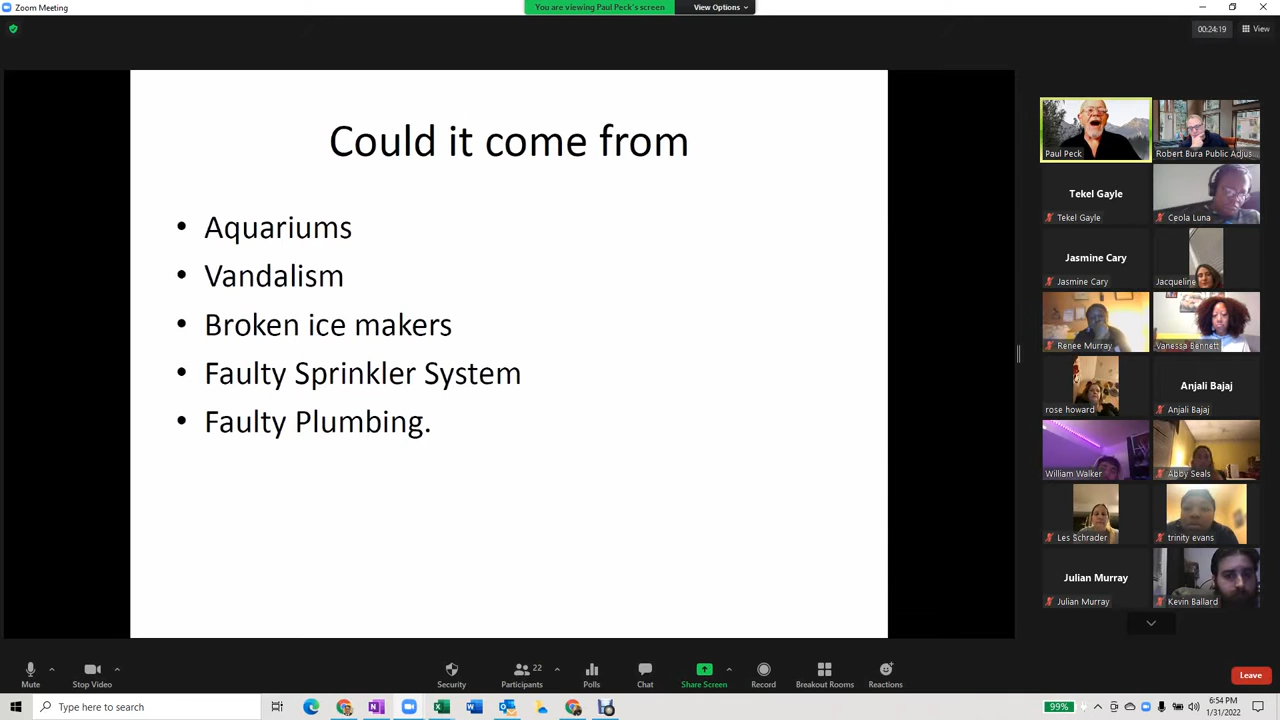 Zoom Meeting
You are viewing Paul Peck's screen
View Options
00:24:19
View
Could it come from
• Aquariums
• Vandalism
• Broken ice makers
• Faulty Sprinkler System
• Faulty Plumbing.
Paul Peck
Robert Bura Public Adjus...
Tekel Gayle
Tekel Gayle
Ceola Luna
Jasmine Cary
Jasmine Cary
Jacqueline
Renee Murray
Vanessa Bennett
rose howard
Anjali Bajaj
Anjali Bajaj
William Walker
Abby Seals
Les Schrader
trinity evans
Julian Murray
Julian Murray
Kevin Ballard
Mute
Stop Video
Security
22
Participants
Polls
Chat
Share Screen
Record
Breakout Rooms
Reactions
Leave
Type here to search
99%
6:54 PM
1/31/2022